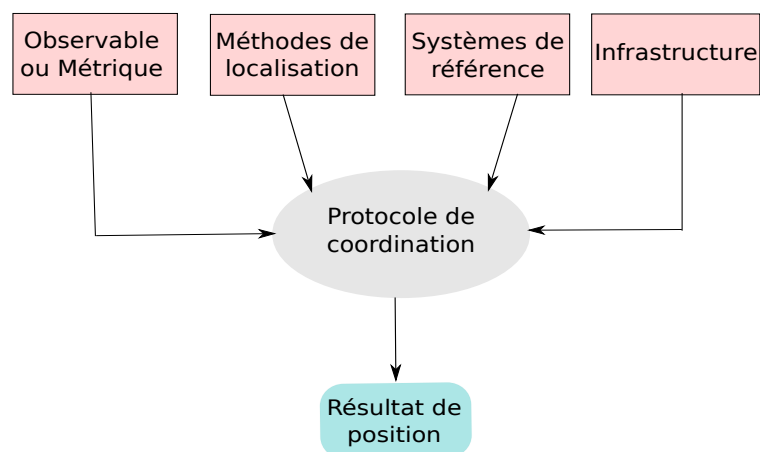 Observable
ou Métrique
Méthodes de
localisation
Systèmes de
référence
Infrastructure
Protocole de
coordination
Résultat de
position